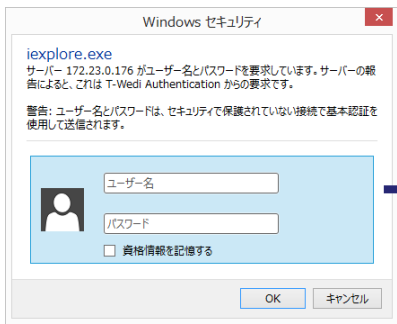 Windows セキュリティ
iexplore.exe
サーバー 172.23.0.176 がユーザー名とパスワードを要求しています。サーバーの報
告によると、これは T-Wedi Authentication からの要求です。
警告: ユーザー名とパスワードは、セキュリティで保護されていない接続で基本認証を
使用して送信されます。
ユーザー名
パスワード
資格情報を記憶する
OK キャンセル